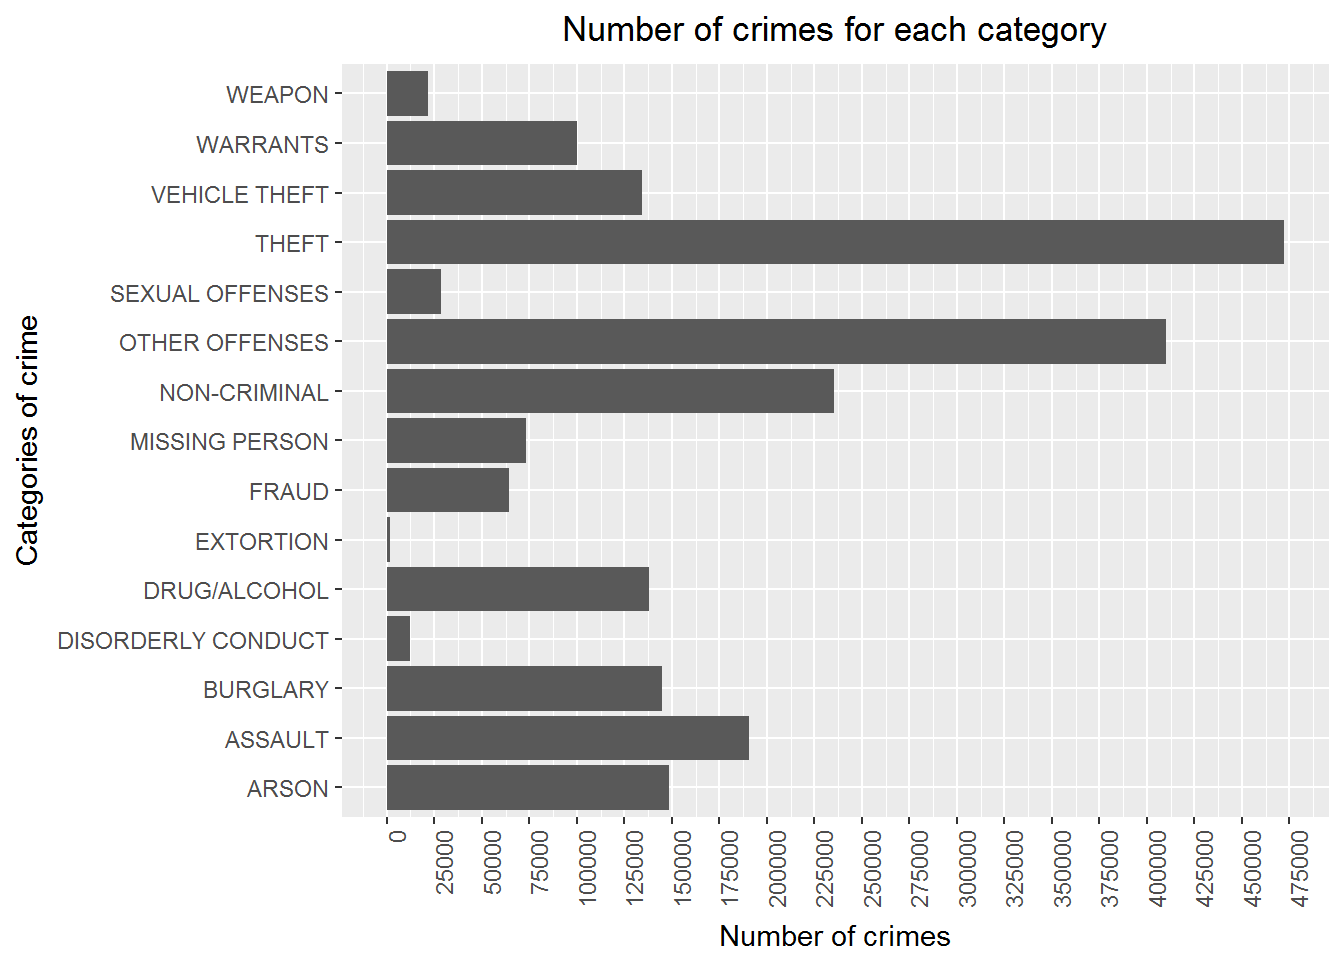 Number of crimes for each category
Categories of crime
WEAPON
WARRANTS
VEHICLE THEFT
THEFT
SEXUAL OFFENSES
OTHER OFFENSES
NON-CRIMINAL
MISSING PERSON
FRAUD
EXTORTION
DRUG/ALCOHOL
DISORDERLY CONDUCT
BURGLARY
ASSAULT
ARSON
0
25000
50000
75000
100000
125000
150000
175000
200000
225000
250000
275000
300000
325000
350000
375000
400000
425000
450000
475000
Number of crimes